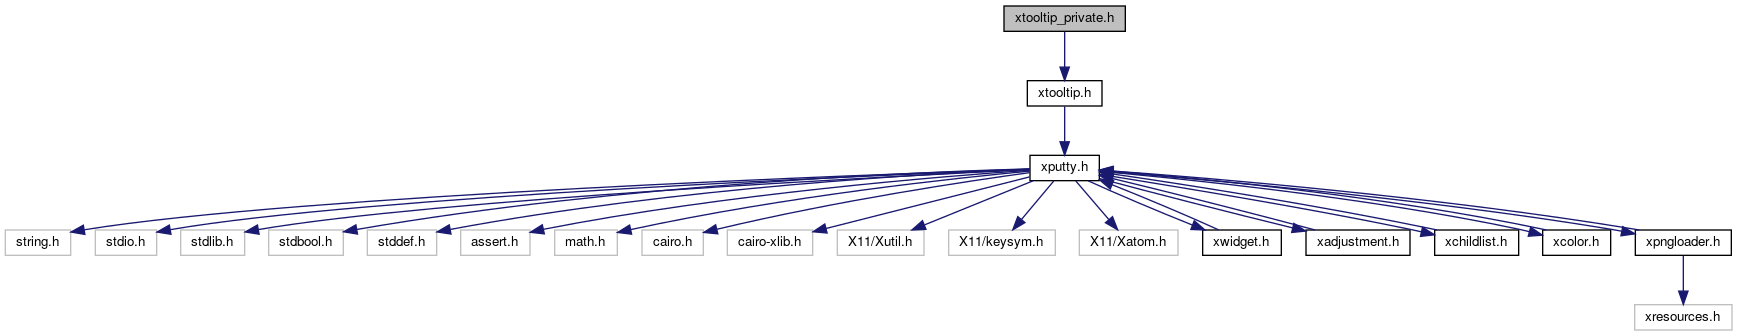 xtooltip_private.h
xtooltip.h
xputty.h
string.h
stdio.h
stdlib.h
stdbool.h
stddef.h
assert.h
math.h
cairo.h
cairo-xlib.h
X11/Xutil.h
X11/keysym.h
X11/Xatom.h
xwidget.h
xadjustment.h
xchildlist.h
xcolor.h
xpngloader.h
xresources.h